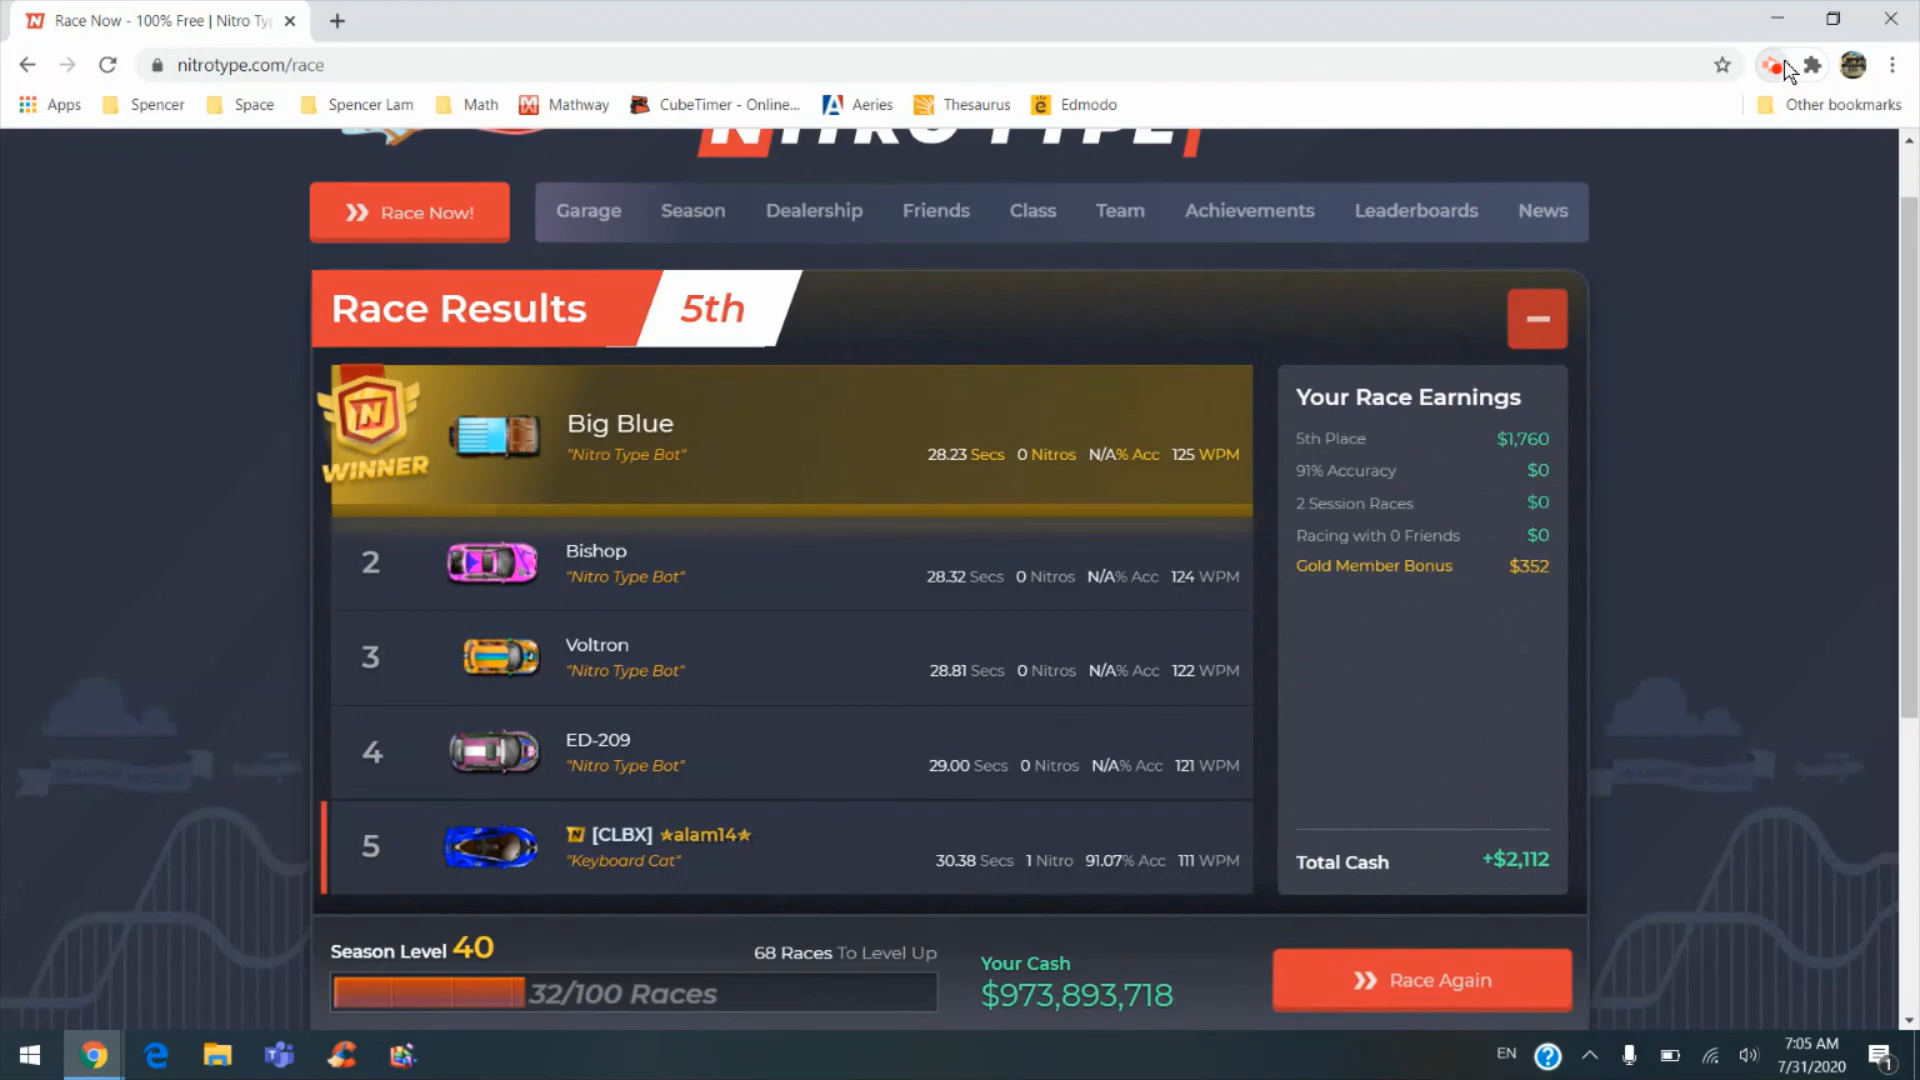 Race Now - 100% Free | Nitro Ty
nitrotype.com/race
Apps Spencer Space Spencer Lam Math Mathway CubeTimer - Online... Aeries Thesaurus Edmodo Other bookmarks
NITRO TYPE
Race Now! Garage Season Dealership Friends Class Team Achievements Leaderboards News
Race Results 5th
WINNER
Big Blue
"Nitro Type Bot" 28.23 Secs 0 Nitros N/A% Acc 125 WPM
2 Bishop
"Nitro Type Bot" 28.32 Secs 0 Nitros N/A% Acc 124 WPM
3 Voltron
"Nitro Type Bot" 28.81 Secs 0 Nitros N/A% Acc 122 WPM
4 ED-209
"Nitro Type Bot" 29.00 Secs 0 Nitros N/A% Acc 121 WPM
5 N [CLBX] ★alam14★
"Keyboard Cat" 30.38 Secs 1 Nitro 91.07% Acc 111 WPM
Your Race Earnings
5th Place $1,760
91% Accuracy $0
2 Session Races $0
Racing with 0 Friends $0
Gold Member Bonus $352
Total Cash +$2,112
Season Level 40 68 Races To Level Up
32/100 Races
Your Cash
$973,893,718
Race Again
EN
7:05 AM
7/31/2020
1